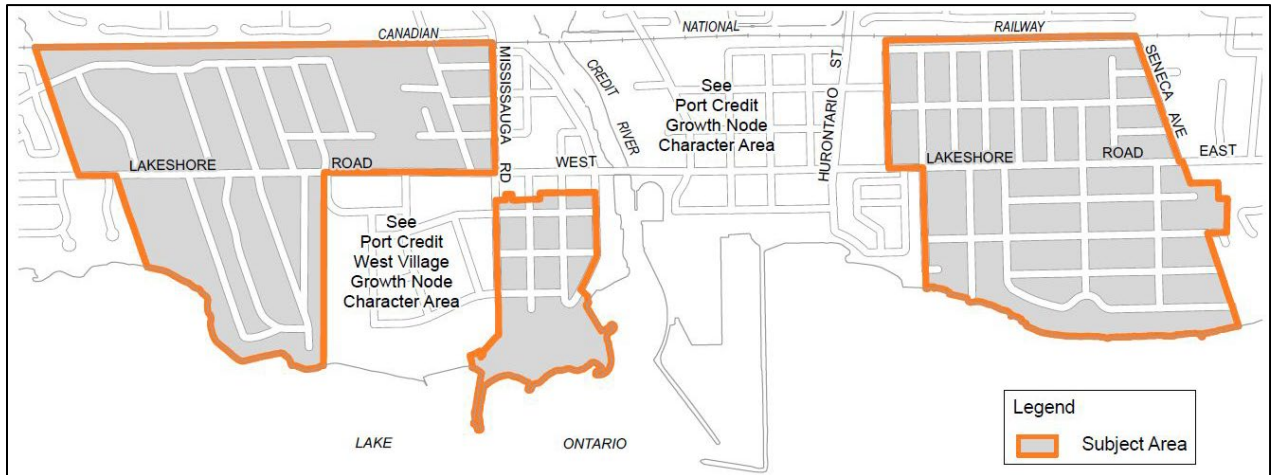 CANADIAN
NATIONAL
RAILWAY
MISSISSAUGA
RD
CREDIT
RIVER
See
Port Credit
Growth Node
Character Area
HURONTARIO ST
SENECA
AVE
LAKESHORE
ROAD
WEST
LAKESHORE
ROAD
EAST
See
Port Credit
West Village
Growth Node
Character Area
LAKE
ONTARIO
Legend
Subject Area